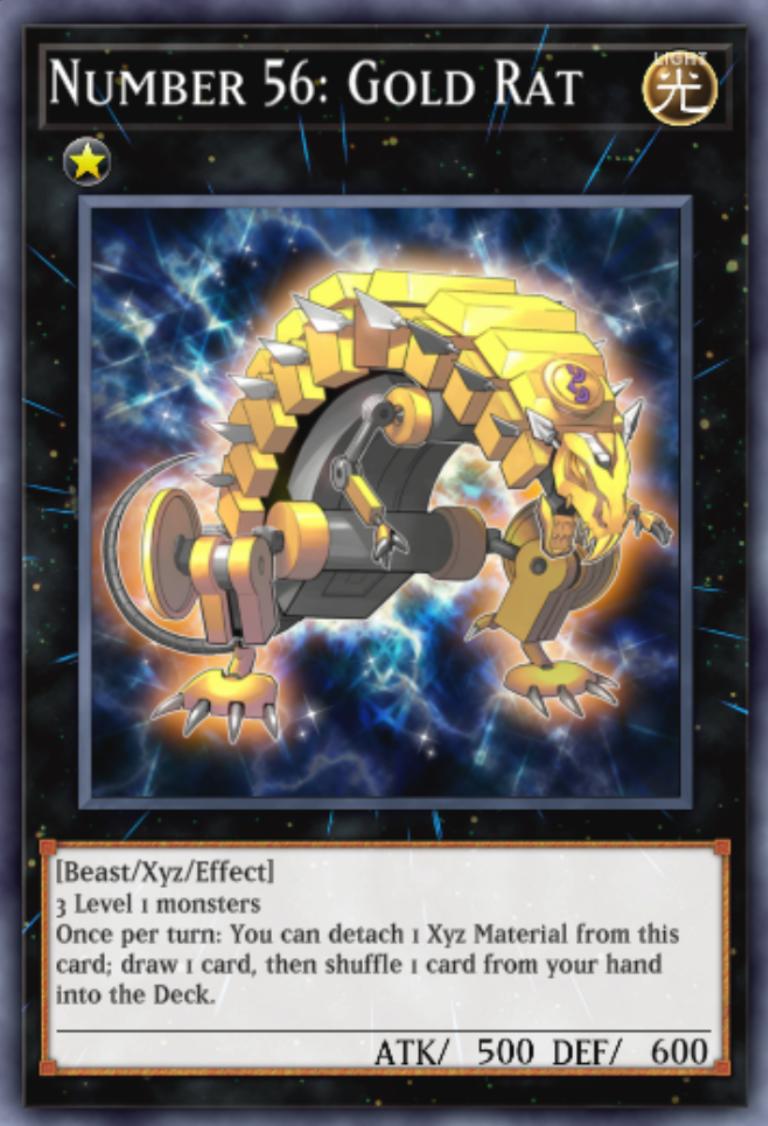 NUMBER 56: GOLD RAT
LIGHT
光
[Beast/Xyz/Effect]
3 Level 1 monsters
Once per turn: You can detach 1 Xyz Material from this
card; draw 1 card, then shuffle 1 card from your hand
into the Deck.
ATK/ 500 DEF/ 600